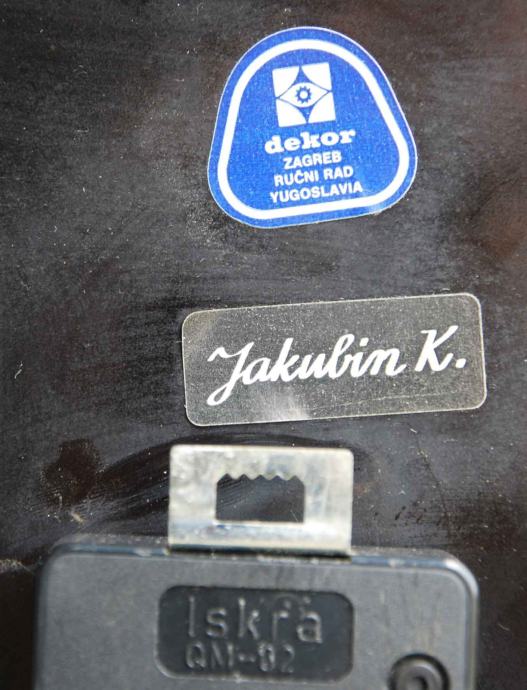 dekor
ZAGREB
RUČNI RAD
YUGOSLAVIA
Jakubin K.
Iskra
QM-82